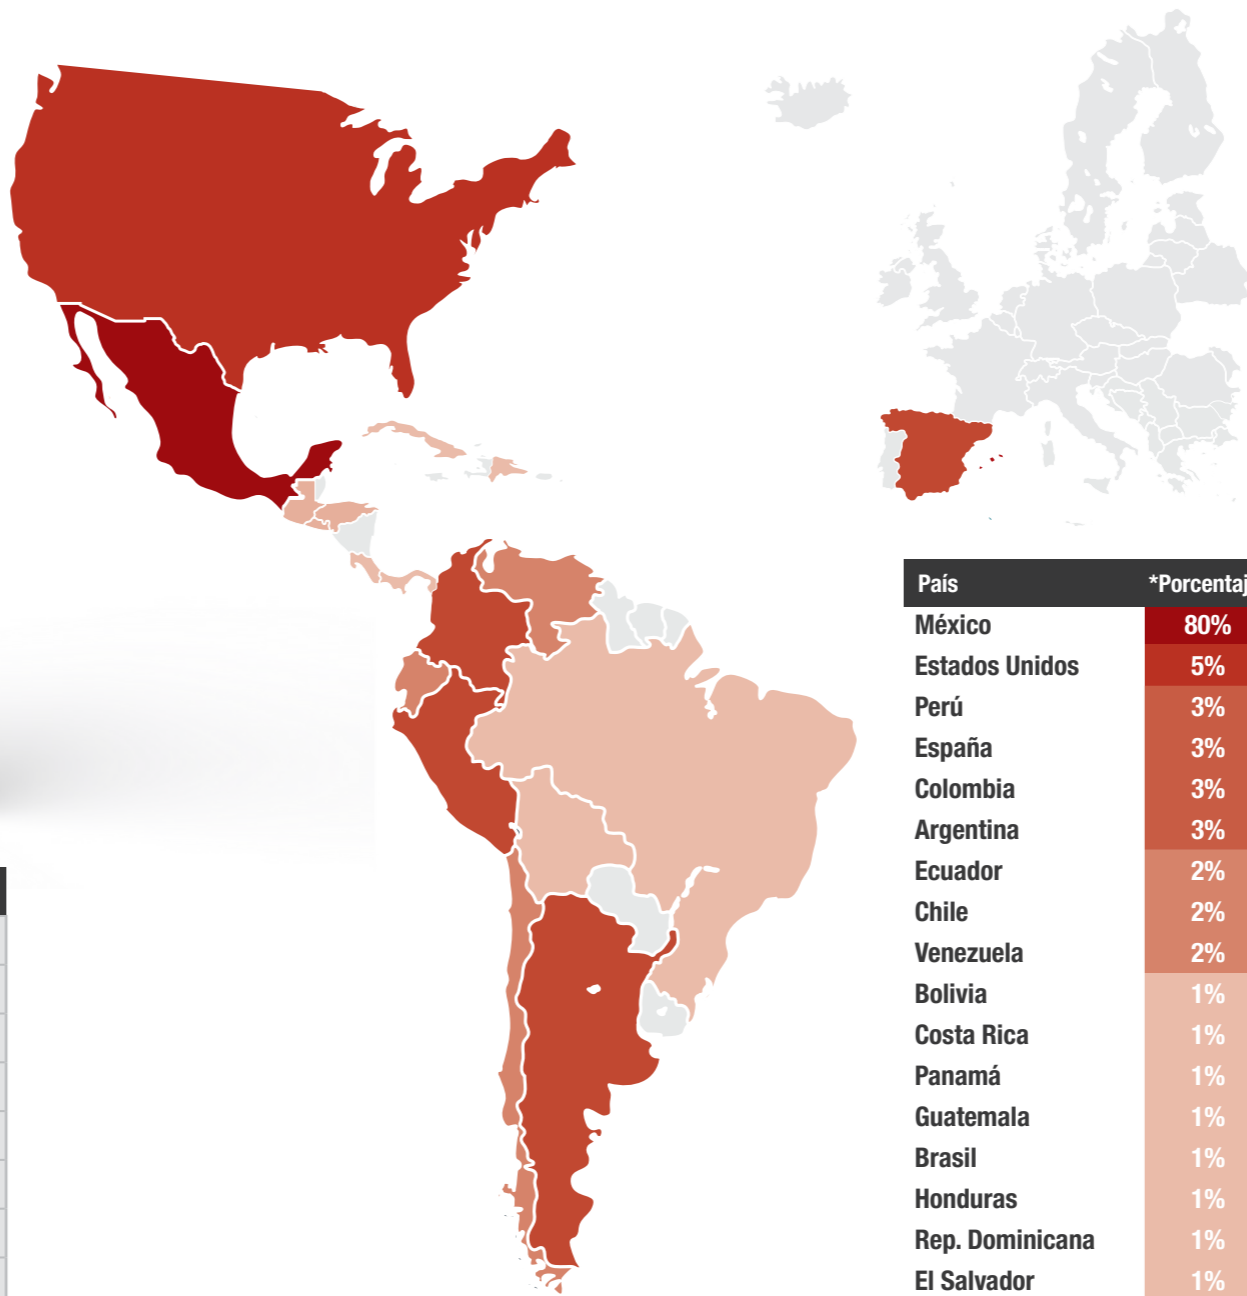 País *Porcentaj
México 80%
Estados Unidos 5%
Perú 3%
España 3%
Colombia 3%
Argentina 3%
Ecuador 2%
Chile 2%
Venezuela 2%
Bolivia 1%
Costa Rica 1%
Panamá 1%
Guatemala 1%
Brasil 1%
Honduras 1%
Rep. Dominicana 1%
El Salvador 1%